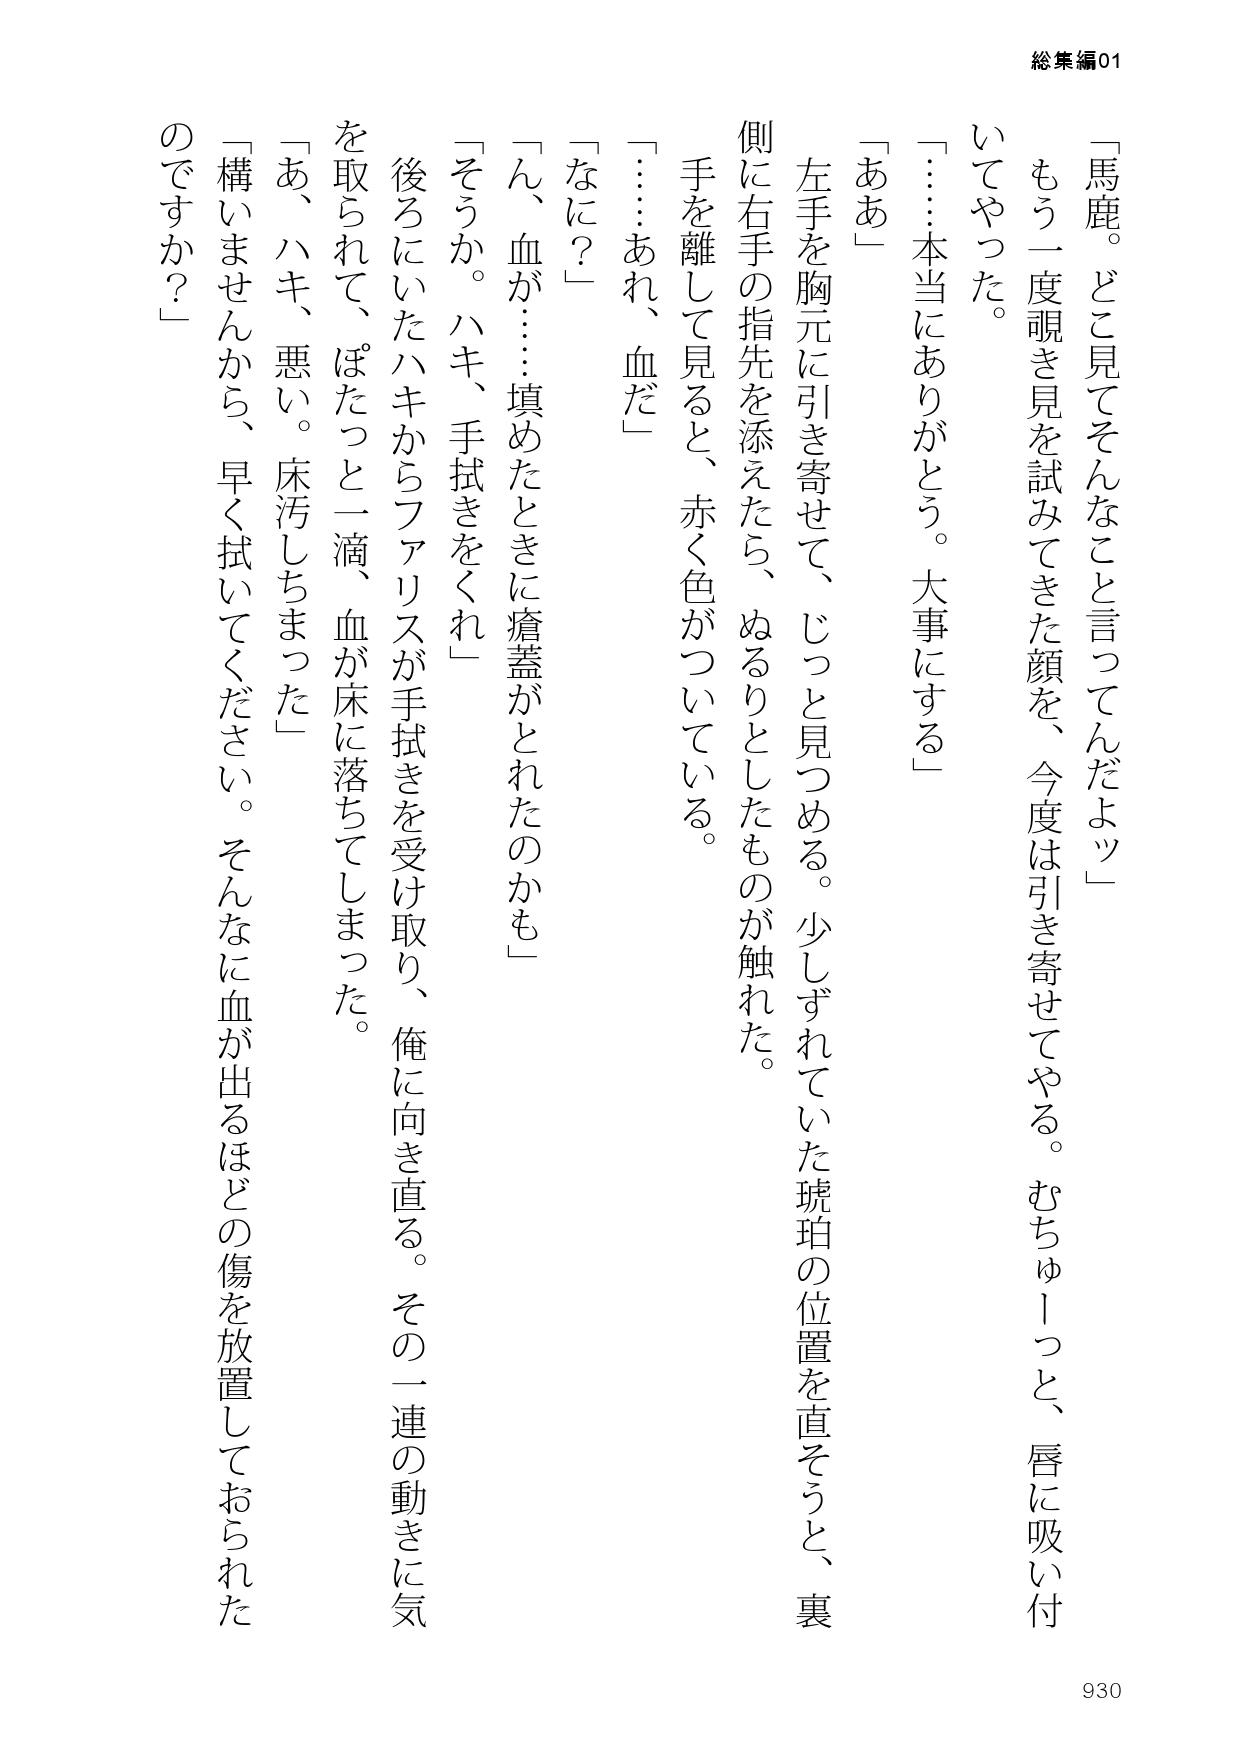 総集編01
「馬鹿。どこ見てそんなこと言ってんだよッ」
もう一度覗き見を試みてきた顔を、今度は引き寄せてやる。むちゅーっと、唇に吸い付
いてやった。
「……本当にありがとう。大事にする」
「ああ」
左手を胸元に引き寄せて、じっと見つめる。少しずれていた琥珀の位置を直そうと、裏
側に右手の指先を添えたら、ぬるりとしたものが触れた。
手を離して見ると、赤く色がついている。
「……あれ、血だ」
「なに？」
「ん、血が……填めたときに瘡蓋がとれたのかも」
「そうか。ハキ、手拭きをくれ」
後ろにいたハキからファリスが手拭きを受け取り、俺に向き直る。その一連の動きに気
を取られて、ぽたっと一滴、血が床に落ちてしまった。
「あ、ハキ、悪い。床汚しちまった」
「構いませんから、早く拭いてください。そんなに血が出るほどの傷を放置しておられた
のですか？」
930